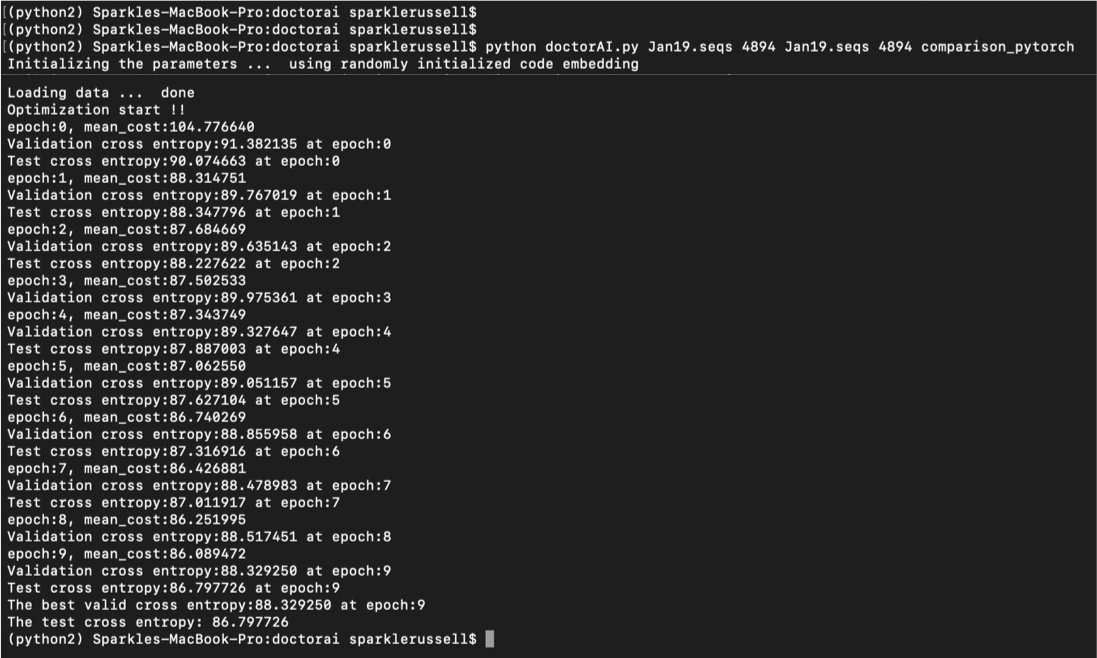 [(python2) Sparkles-MacBook-Pro:doctorai sparklerussell$
[(python2) Sparkles-MacBook-Pro:doctorai sparklerussell$
[(python2) Sparkles-MacBook-Pro:doctorai sparklerussell$ python doctorAI.py Jan19.seqs 4894 Jan19.seqs 4894 comparison_pytorch
Initializing the parameters ...  using randomly initialized code embedding
Loading data ...  done
Optimization start !!
epoch:0, mean_cost:104.776640
Validation cross entropy:91.382135 at epoch:0
Test cross entropy:90.074663 at epoch:0
epoch:1, mean_cost:88.314751
Validation cross entropy:89.767019 at epoch:1
Test cross entropy:88.347796 at epoch:1
epoch:2, mean_cost:87.684669
Validation cross entropy:89.635143 at epoch:2
Test cross entropy:88.227622 at epoch:2
epoch:3, mean_cost:87.502533
Validation cross entropy:89.975361 at epoch:3
epoch:4, mean_cost:87.343749
Validation cross entropy:89.327647 at epoch:4
Test cross entropy:87.887003 at epoch:4
epoch:5, mean_cost:87.062550
Validation cross entropy:89.051157 at epoch:5
Test cross entropy:87.627104 at epoch:5
epoch:6, mean_cost:86.740269
Validation cross entropy:88.855958 at epoch:6
Test cross entropy:87.316916 at epoch:6
epoch:7, mean_cost:86.426881
Validation cross entropy:88.478983 at epoch:7
Test cross entropy:87.011917 at epoch:7
epoch:8, mean_cost:86.251995
Validation cross entropy:88.517451 at epoch:8
epoch:9, mean_cost:86.089472
Validation cross entropy:88.329250 at epoch:9
Test cross entropy:86.797726 at epoch:9
The best valid cross entropy:88.329250 at epoch:9
The test cross entropy: 86.797726
(python2) Sparkles-MacBook-Pro:doctorai sparklerussell$